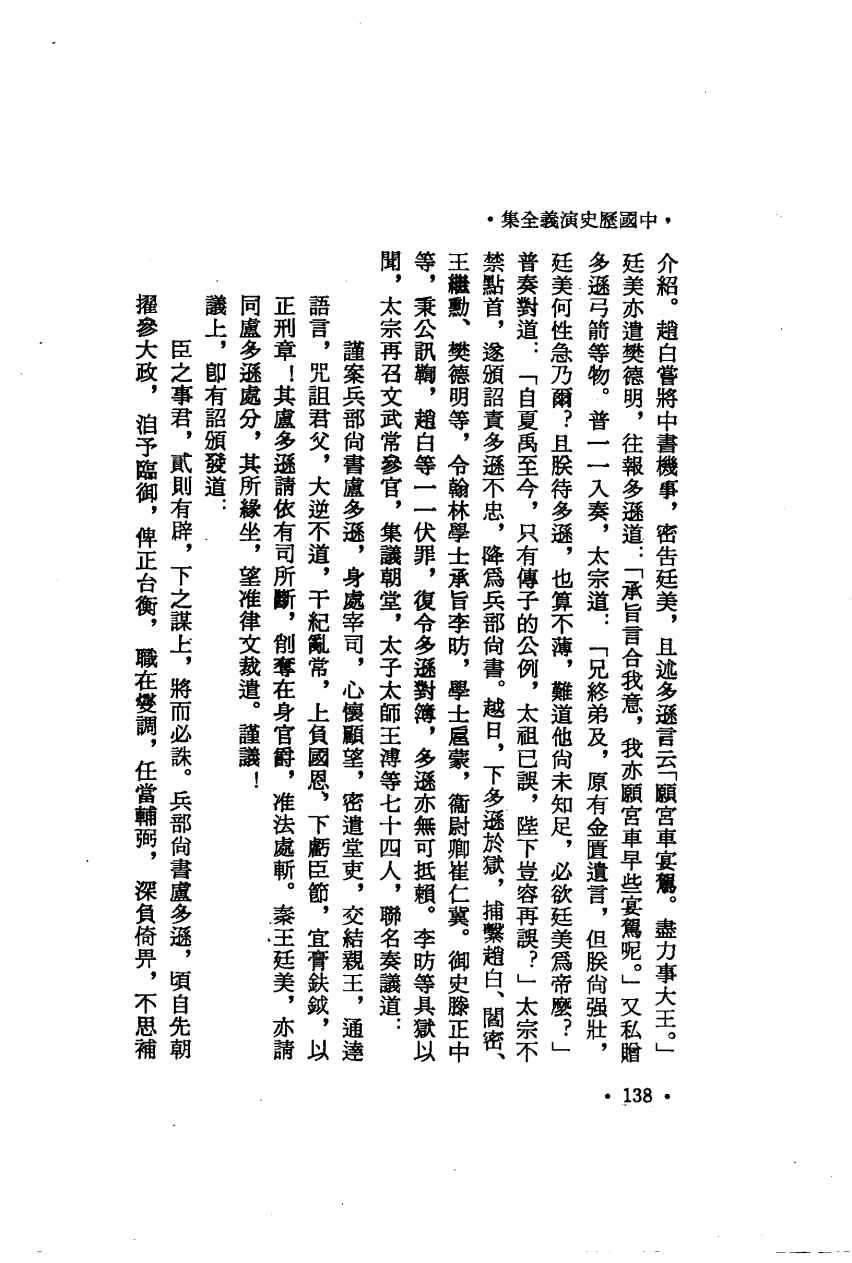 •中國歷史演義全集•
介紹。趙白嘗將中書機事，密告廷美，且述多遜言云「願宮車宴駕。盡力事大王。」
廷美亦遣樊德明，往報多遜道：「承旨言合我意，我亦願宮車早些宴駕呢。」又私贈
多遜弓箭等物。普一一入奏，太宗道：「兄終弟及，原有金匱遺言，但朕尙强壯，
廷美何性急乃爾？且朕待多遜，也算不薄，難道他尙未知足，必欲廷美爲帝麼？」
普奏對道：「自夏禹至今，只有傳子的公例，太祖已誤，陛下豈容再誤？」太宗不
禁點首，遂頒詔責多遜不忠，降爲兵部尙書。越日，下多遜於獄，捕繫趙白、閻密、
王繼勳、樊德明等，令翰林學士承旨李昉，學士扈蒙，衞尉卿崔仁冀。御史滕正中
等，秉公訊鞫，趙白等一一伏罪，復令多遜對簿，多遜亦無可抵賴。李昉等具獄以
聞，太宗再召文武常參官，集議朝堂，太子太師王溥等七十四人，聯名奏議道：
謹案兵部尙書盧多遜，身處宰司，心懷顧望，密遣堂吏，交結親王，通達
語言，咒詛君父，大逆不道，干紀亂常，上負國恩，下虧臣節，宜膏鈇鉞，以
正刑章！其盧多遜請依有司所斷，削奪在身官爵，准法處斬。秦王廷美，亦請
同盧多遜處分，其所緣坐，望准律文裁遣。謹議！
議上，卽有詔頒發道：
臣之事君，貳則有辟，下之謀上，將而必誅。兵部尙書盧多遜，頃自先朝
擢參大政，洎予臨御，俾正台衡，職在燮調，任當輔弼，深負倚畀，不思補
•138•